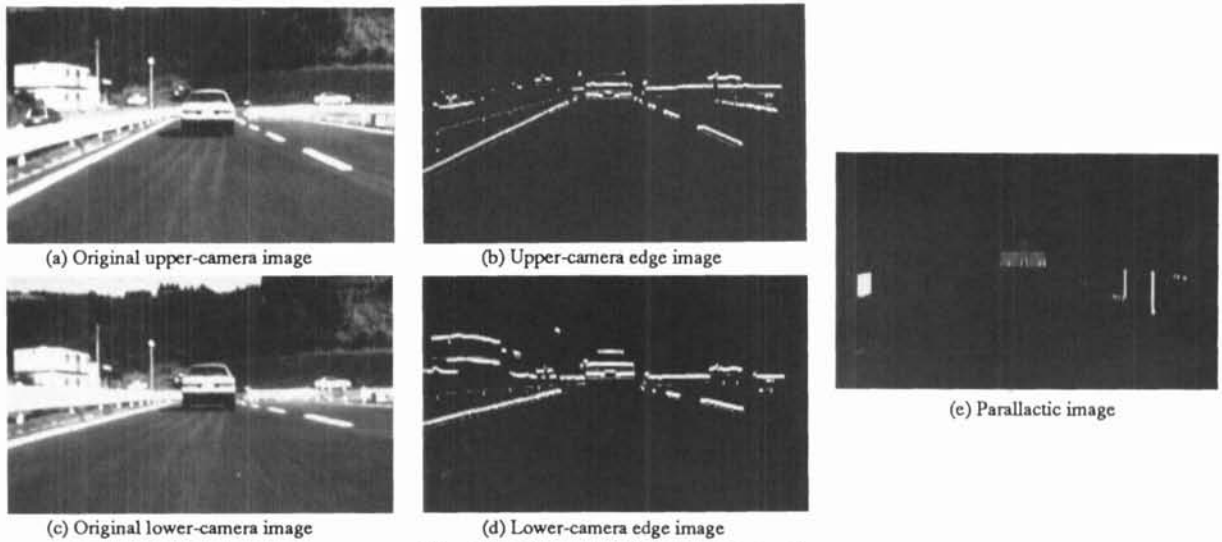 (a) Original upper-camera image
(b) Upper-camera edge image
(c) Original lower-camera image
(d) Lower-camera edge image
(e) Parallactic image